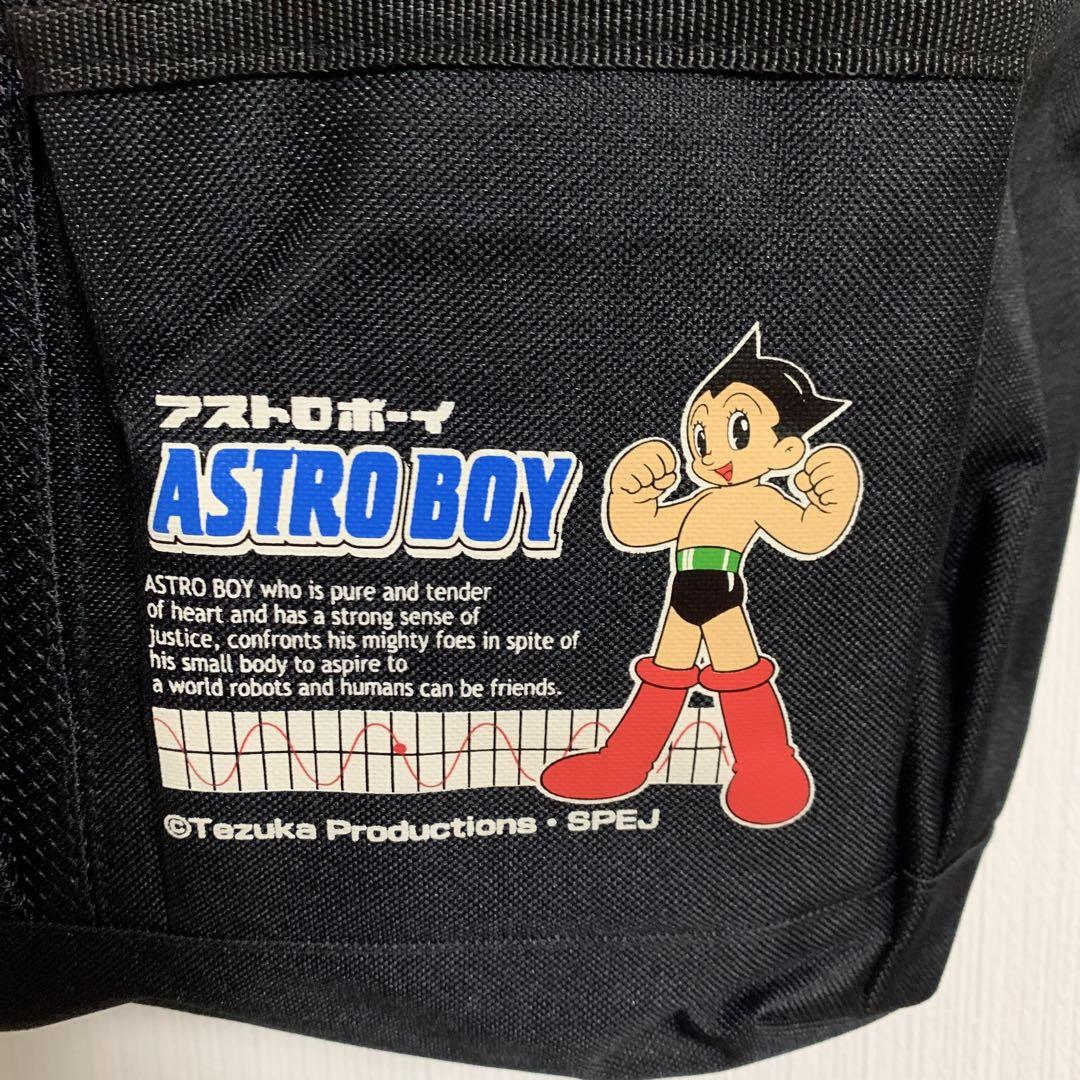 アストロボーイ
ASTRO BOY
ASTRO BOY who is pure and tender
of heart and has a strong sense of
justice, confronts his mighty foes in spite of
his small body to aspire to
a world robots and humans can be friends.
©Tezuka Productions・SPEJ